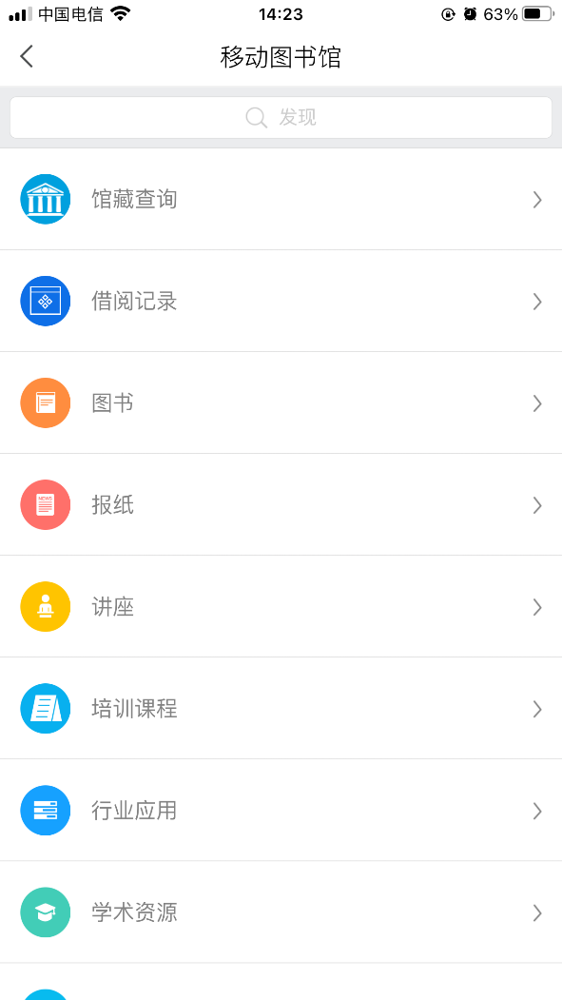 中国电信 14:23 63%
移动图书馆
发现
馆藏查询
借阅记录
图书
NEWS
报纸
讲座
培训课程
行业应用
学术资源